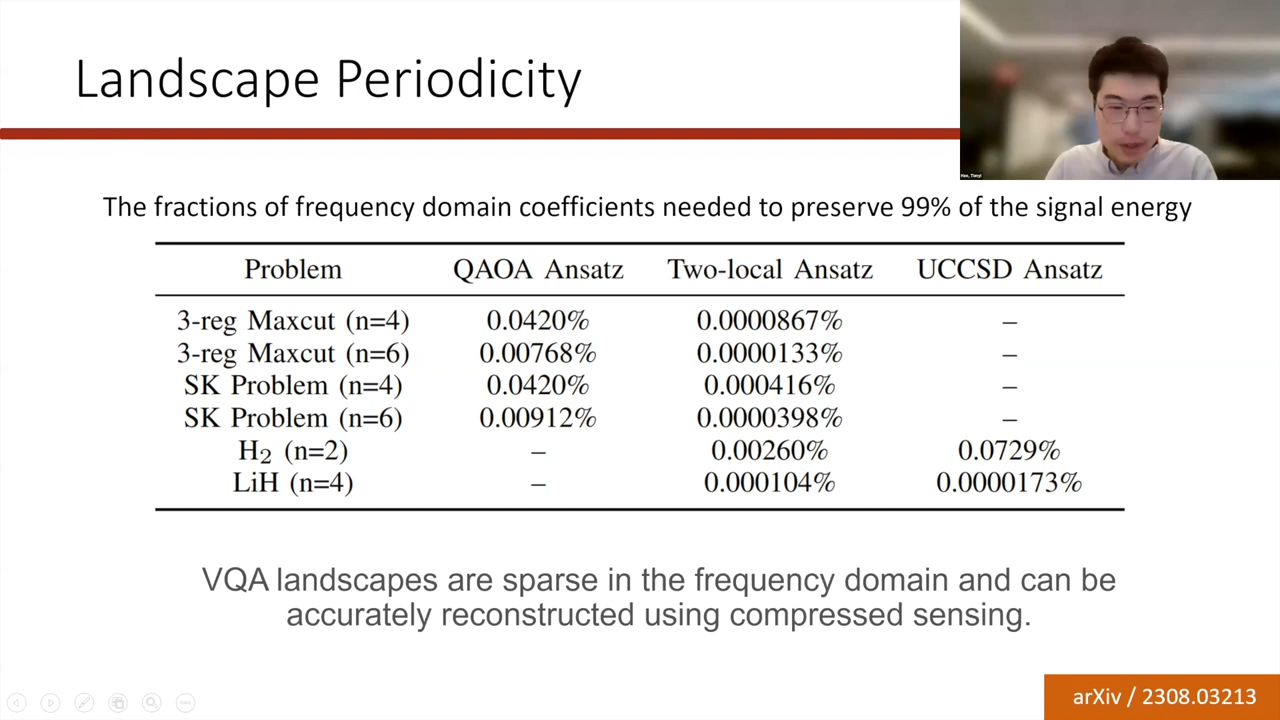 Landscape Periodicity
Hao, Tianyi
The fractions of frequency domain coefficients needed to preserve 99% of the signal energy
Problem QAOA Ansatz Two-local Ansatz UCCSD Ansatz
3-reg Maxcut (n=4) 0.0420% 0.0000867% –
3-reg Maxcut (n=6) 0.00768% 0.0000133% –
SK Problem (n=4) 0.0420% 0.000416% –
SK Problem (n=6) 0.00912% 0.0000398% –
H₂ (n=2) – 0.00260% 0.0729%
LiH (n=4) – 0.000104% 0.0000173%
VQA landscapes are sparse in the frequency domain and can be
accurately reconstructed using compressed sensing.
arXiv / 2308.03213